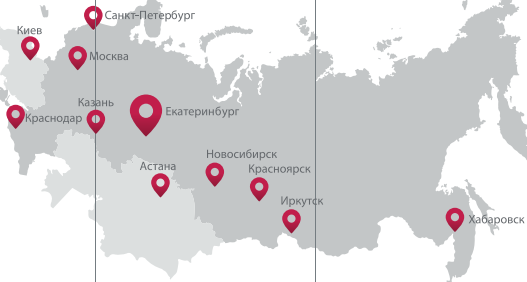 Санкт-Петербург
Киев
Москва
Казань
Екатеринбург
Краснодар
Новосибирск
Астана
Красноярск
Иркутск
Хабаровск